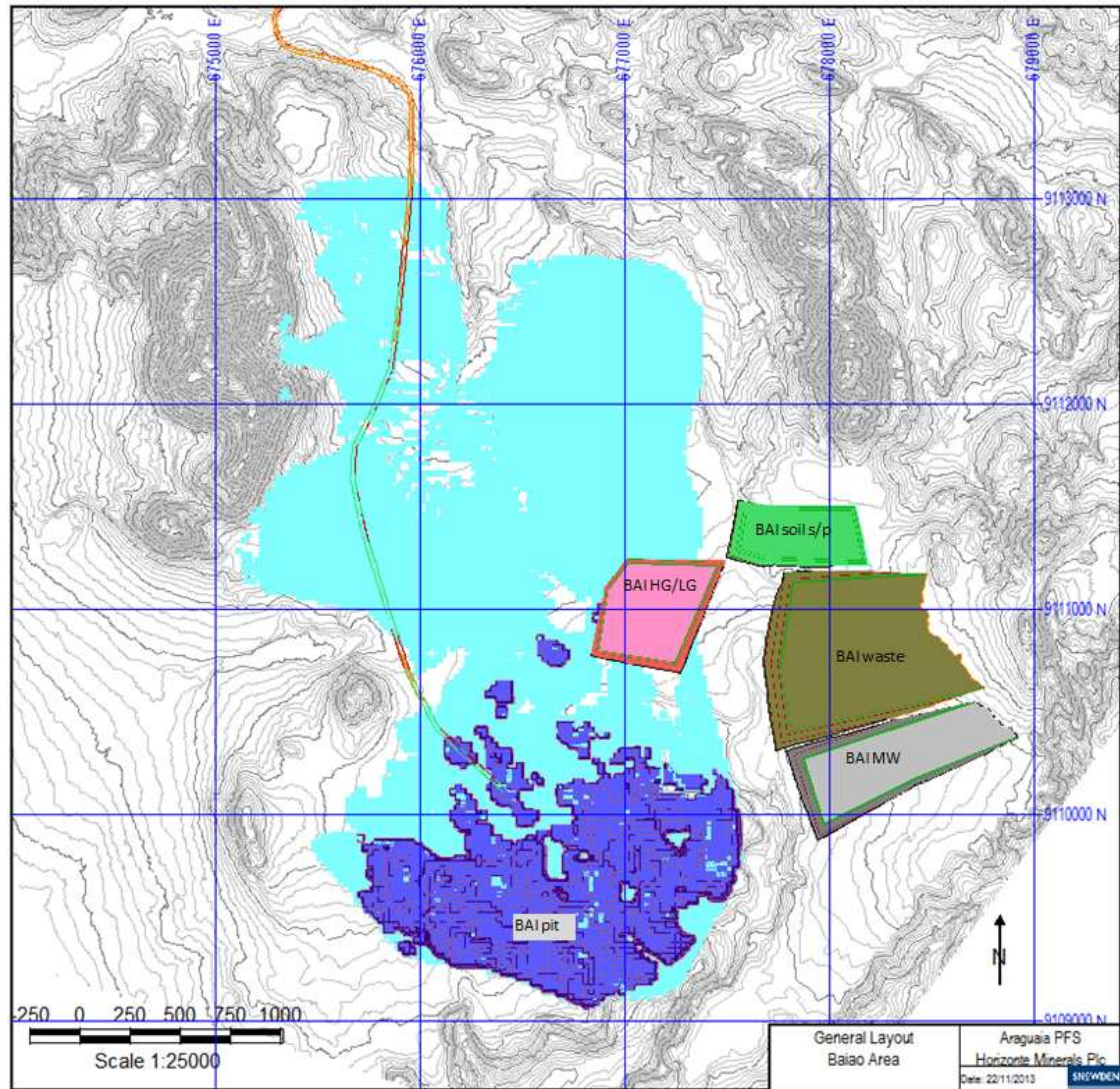 675000 E
676000 E
677000 E
678000 E
679000 E
9113000 N
9112000 N
BAI soil s/p
BAI HG/LG
9111000 N
BAI waste
BAI MW
9110000 N
BAI pit
N
250 0 250 500 750 1000
Scale 1:25000
9109000 N
General Layout
Baiao Area
Araguaia PFS
Horizonte Minerals Plc
Date: 22/11/2013
SNOWDEN